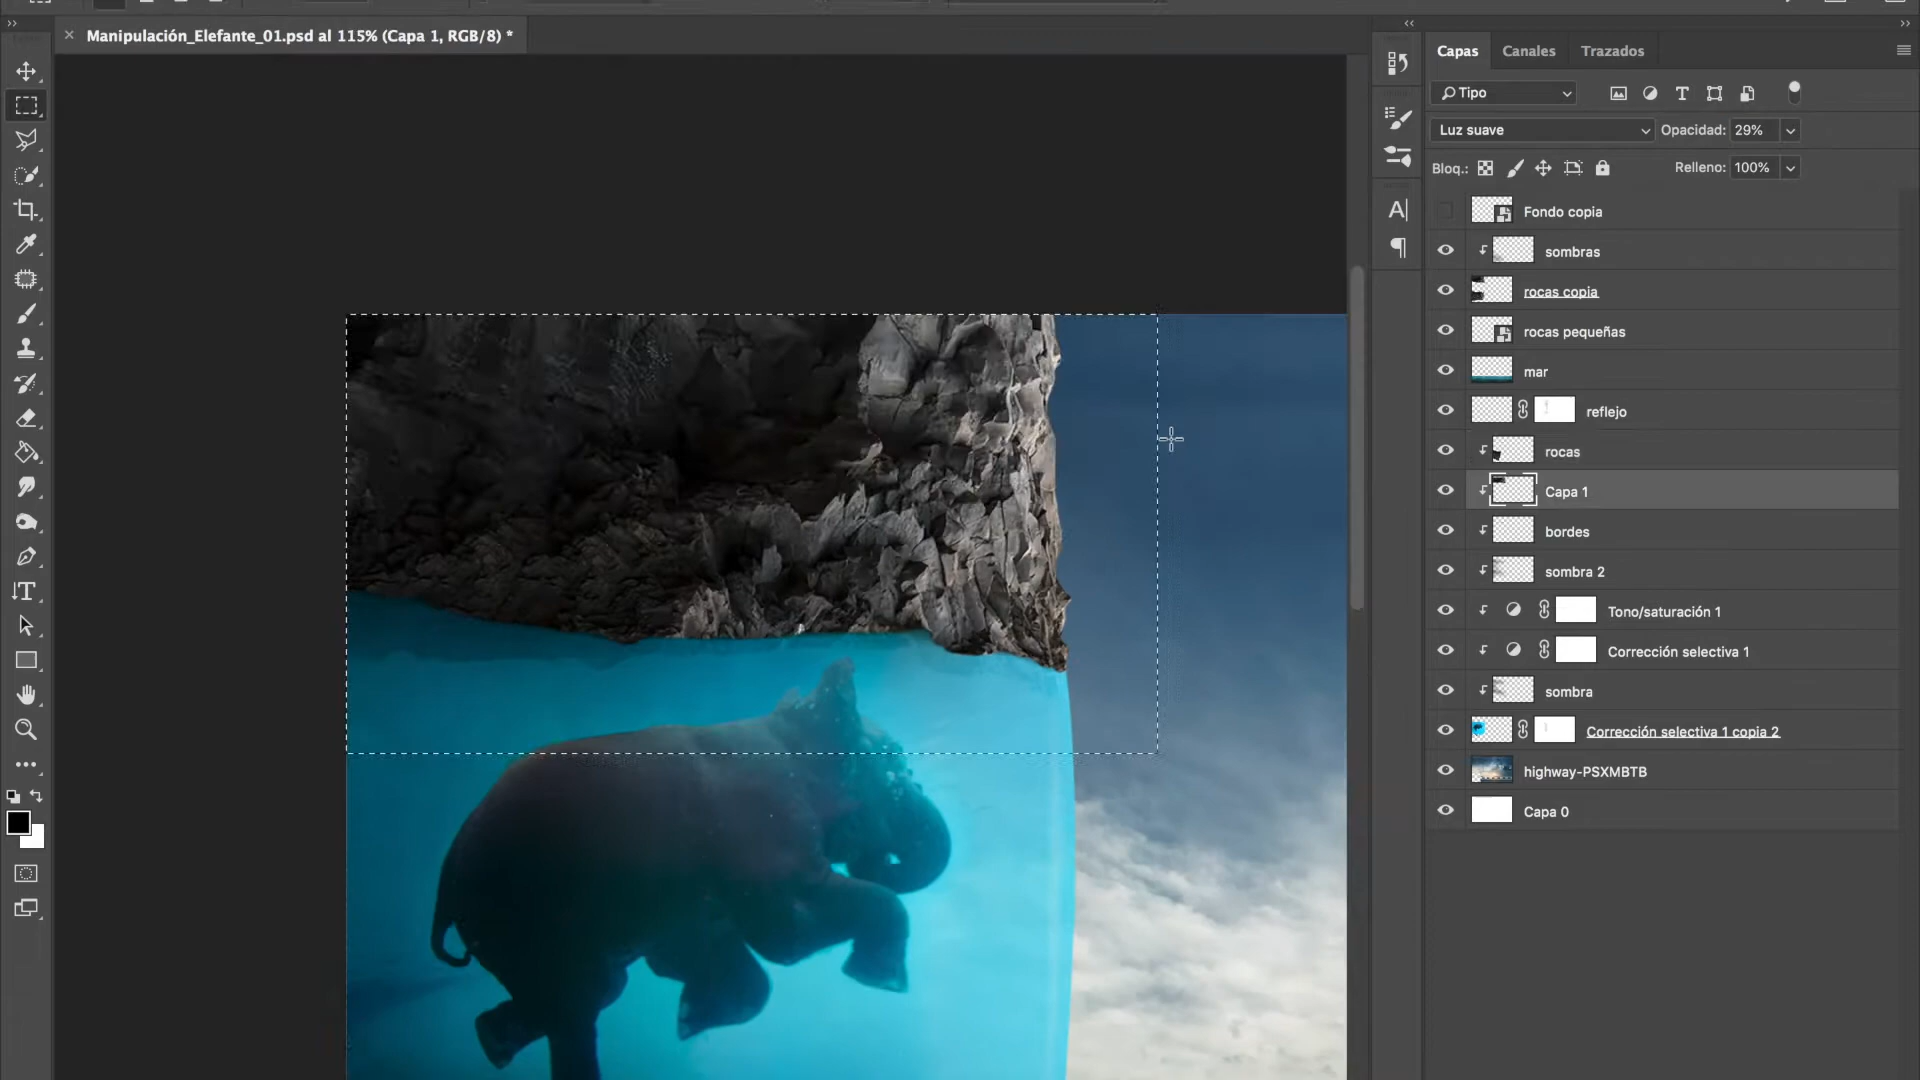 Manipulación_Elefante_01.psd al 115% (Capa 1, RGB/8) *
Capas
Canales
Trazados
Tipo
Luz suave
Opacidad: 29%
Bloq.:
Relleno: 100%
Fondo copia
sombras
rocas copia
rocas pequeñas
mar
reflejo
rocas
Capa 1
bordes
sombra 2
Tono/saturación 1
Corrección selectiva 1
sombra
Corrección selectiva 1 copia 2
highway-PSXMBTB
Capa 0